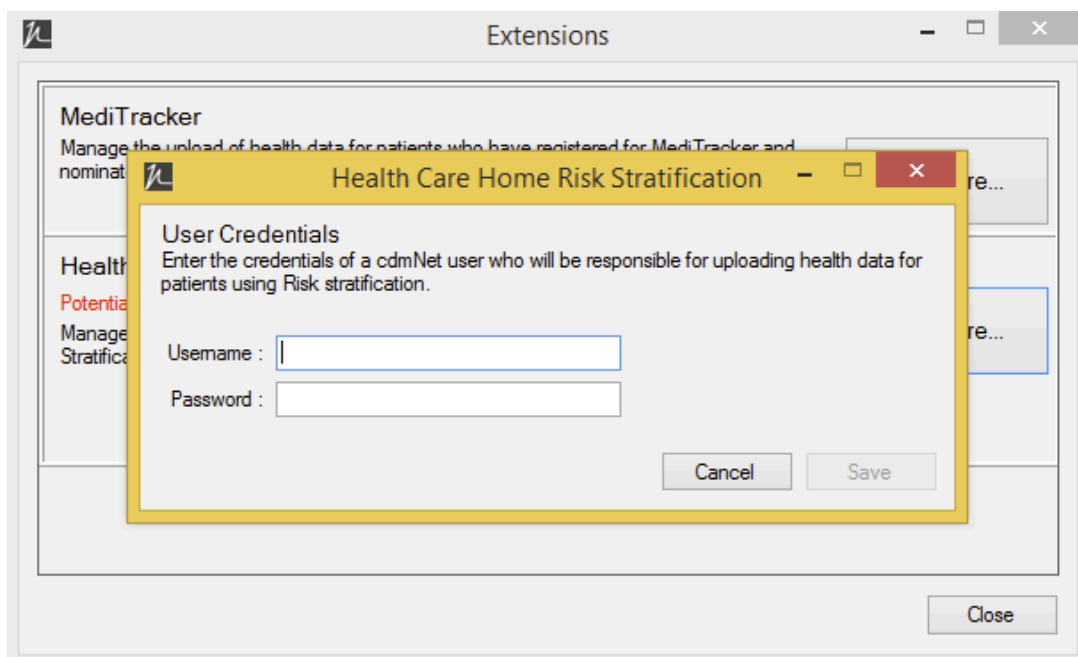 Extensions
MediTracker
Manage the upload of health data for patients who have registered for MediTracker and
nominat
re...
Health Care Home Risk Stratification
User Credentials
Enter the credentials of a cdmNet user who will be responsible for uploading health data for
patients using Risk stratification.
Username :
Password :
Cancel Save
Health
Potentia
Manage
Stratifica
re...
Close